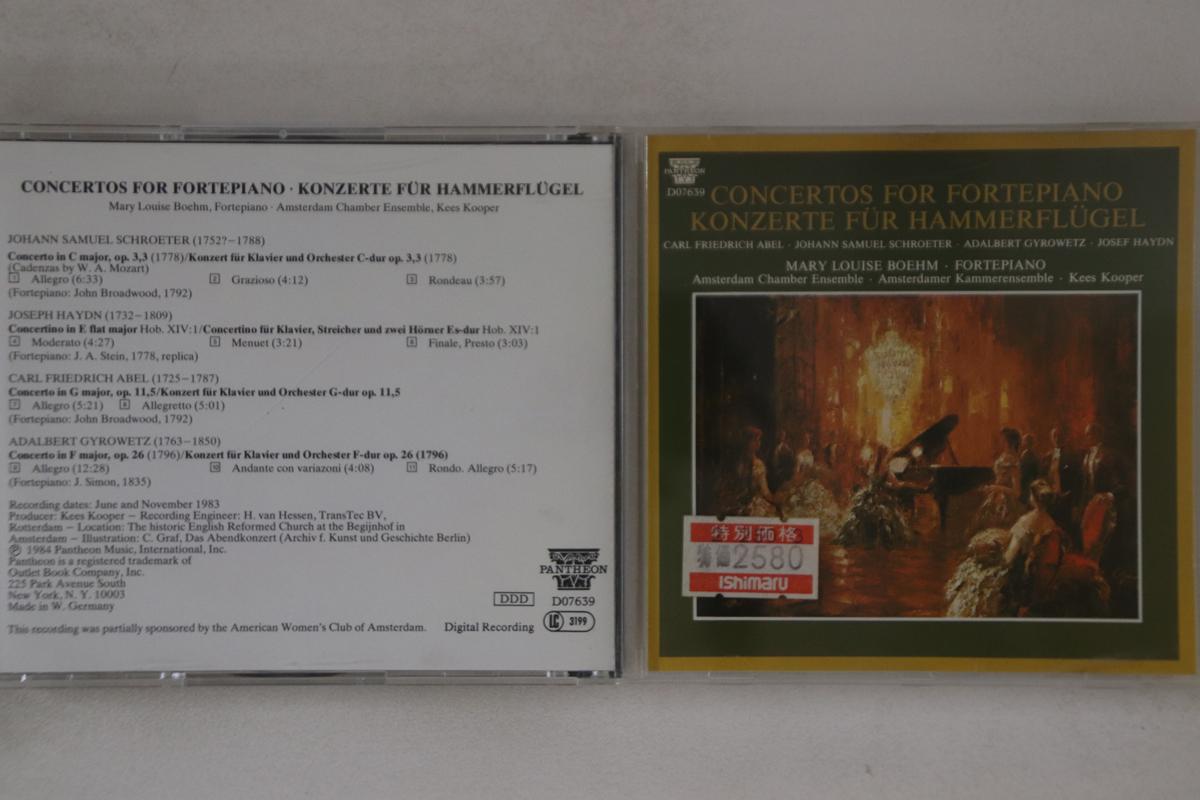 CONCERTOS FOR FORTEPIANO · KONZERTE FÜR HAMMERFLÜGEL
Mary Louise Boehm, Fortepiano · Amsterdam Chamber Ensemble, Kees Kooper
JOHANN SAMUEL SCHROETER (1752?–1788)
Concerto in C major, op. 3,3 (1778)/Konzert für Klavier und Orchester C-dur op. 3,3 (1778)
(Cadenzas by W. A. Mozart)
1 Allegro (6:33) 2 Grazioso (4:12) 3 Rondeau (3:57)
(Fortepiano: John Broadwood, 1792)
JOSEPH HAYDN (1732–1809)
Concertino in E flat major Hob. XIV:1/Concertino für Klavier, Streicher und zwei Hörner Es-dur Hob. XIV:1
4 Moderato (4:27) 5 Menuet (3:21) 6 Finale, Presto (3:03)
(Fortepiano: J. A. Stein, 1778, replica)
CARL FRIEDRICH ABEL (1725–1787)
Concerto in G major, op. 11,5/Konzert für Klavier und Orchester G-dur op. 11,5
7 Allegro (5:21) 8 Allegretto (5:01)
(Fortepiano: John Broadwood, 1792)
ADALBERT GYROWETZ (1763–1850)
Concerto in F major, op. 26 (1796)/Konzert für Klavier und Orchester F-dur op. 26 (1796)
9 Allegro (12:28) 10 Andante con variazoni (4:08) 11 Rondo. Allegro (5:17)
(Fortepiano: J. Simon, 1835)
Recording dates: June and November 1983
Producer: Kees Kooper – Recording Engineer: H. van Hessen, TransTec BV,
Rotterdam – Location: The historic English Reformed Church at the Begijnhof in
Amsterdam – Illustration: C. Graf, Das Abendkonzert (Archiv f. Kunst und Geschichte Berlin)
℗ 1984 Pantheon Music, International, Inc.
Pantheon is a registered trademark of
Outlet Book Company, Inc.
225 Park Avenue South
New York, N. Y. 10003
Made in W. Germany
This recording was partially sponsored by the American Women's Club of Amsterdam.
Digital Recording
DDD
PANTHEON
D07639
LC 3199
PANTHEON
D07639
CONCERTOS FOR FORTEPIANO
KONZERTE FÜR HAMMERFLÜGEL
CARL FRIEDRICH ABEL · JOHANN SAMUEL SCHROETER · ADALBERT GYROWETZ · JOSEF HAYDN
MARY LOUISE BOEHM · FORTEPIANO
Amsterdam Chamber Ensemble · Amsterdamer Kammerensemble · Kees Kooper
特別価格
特価2580
Ishimaru